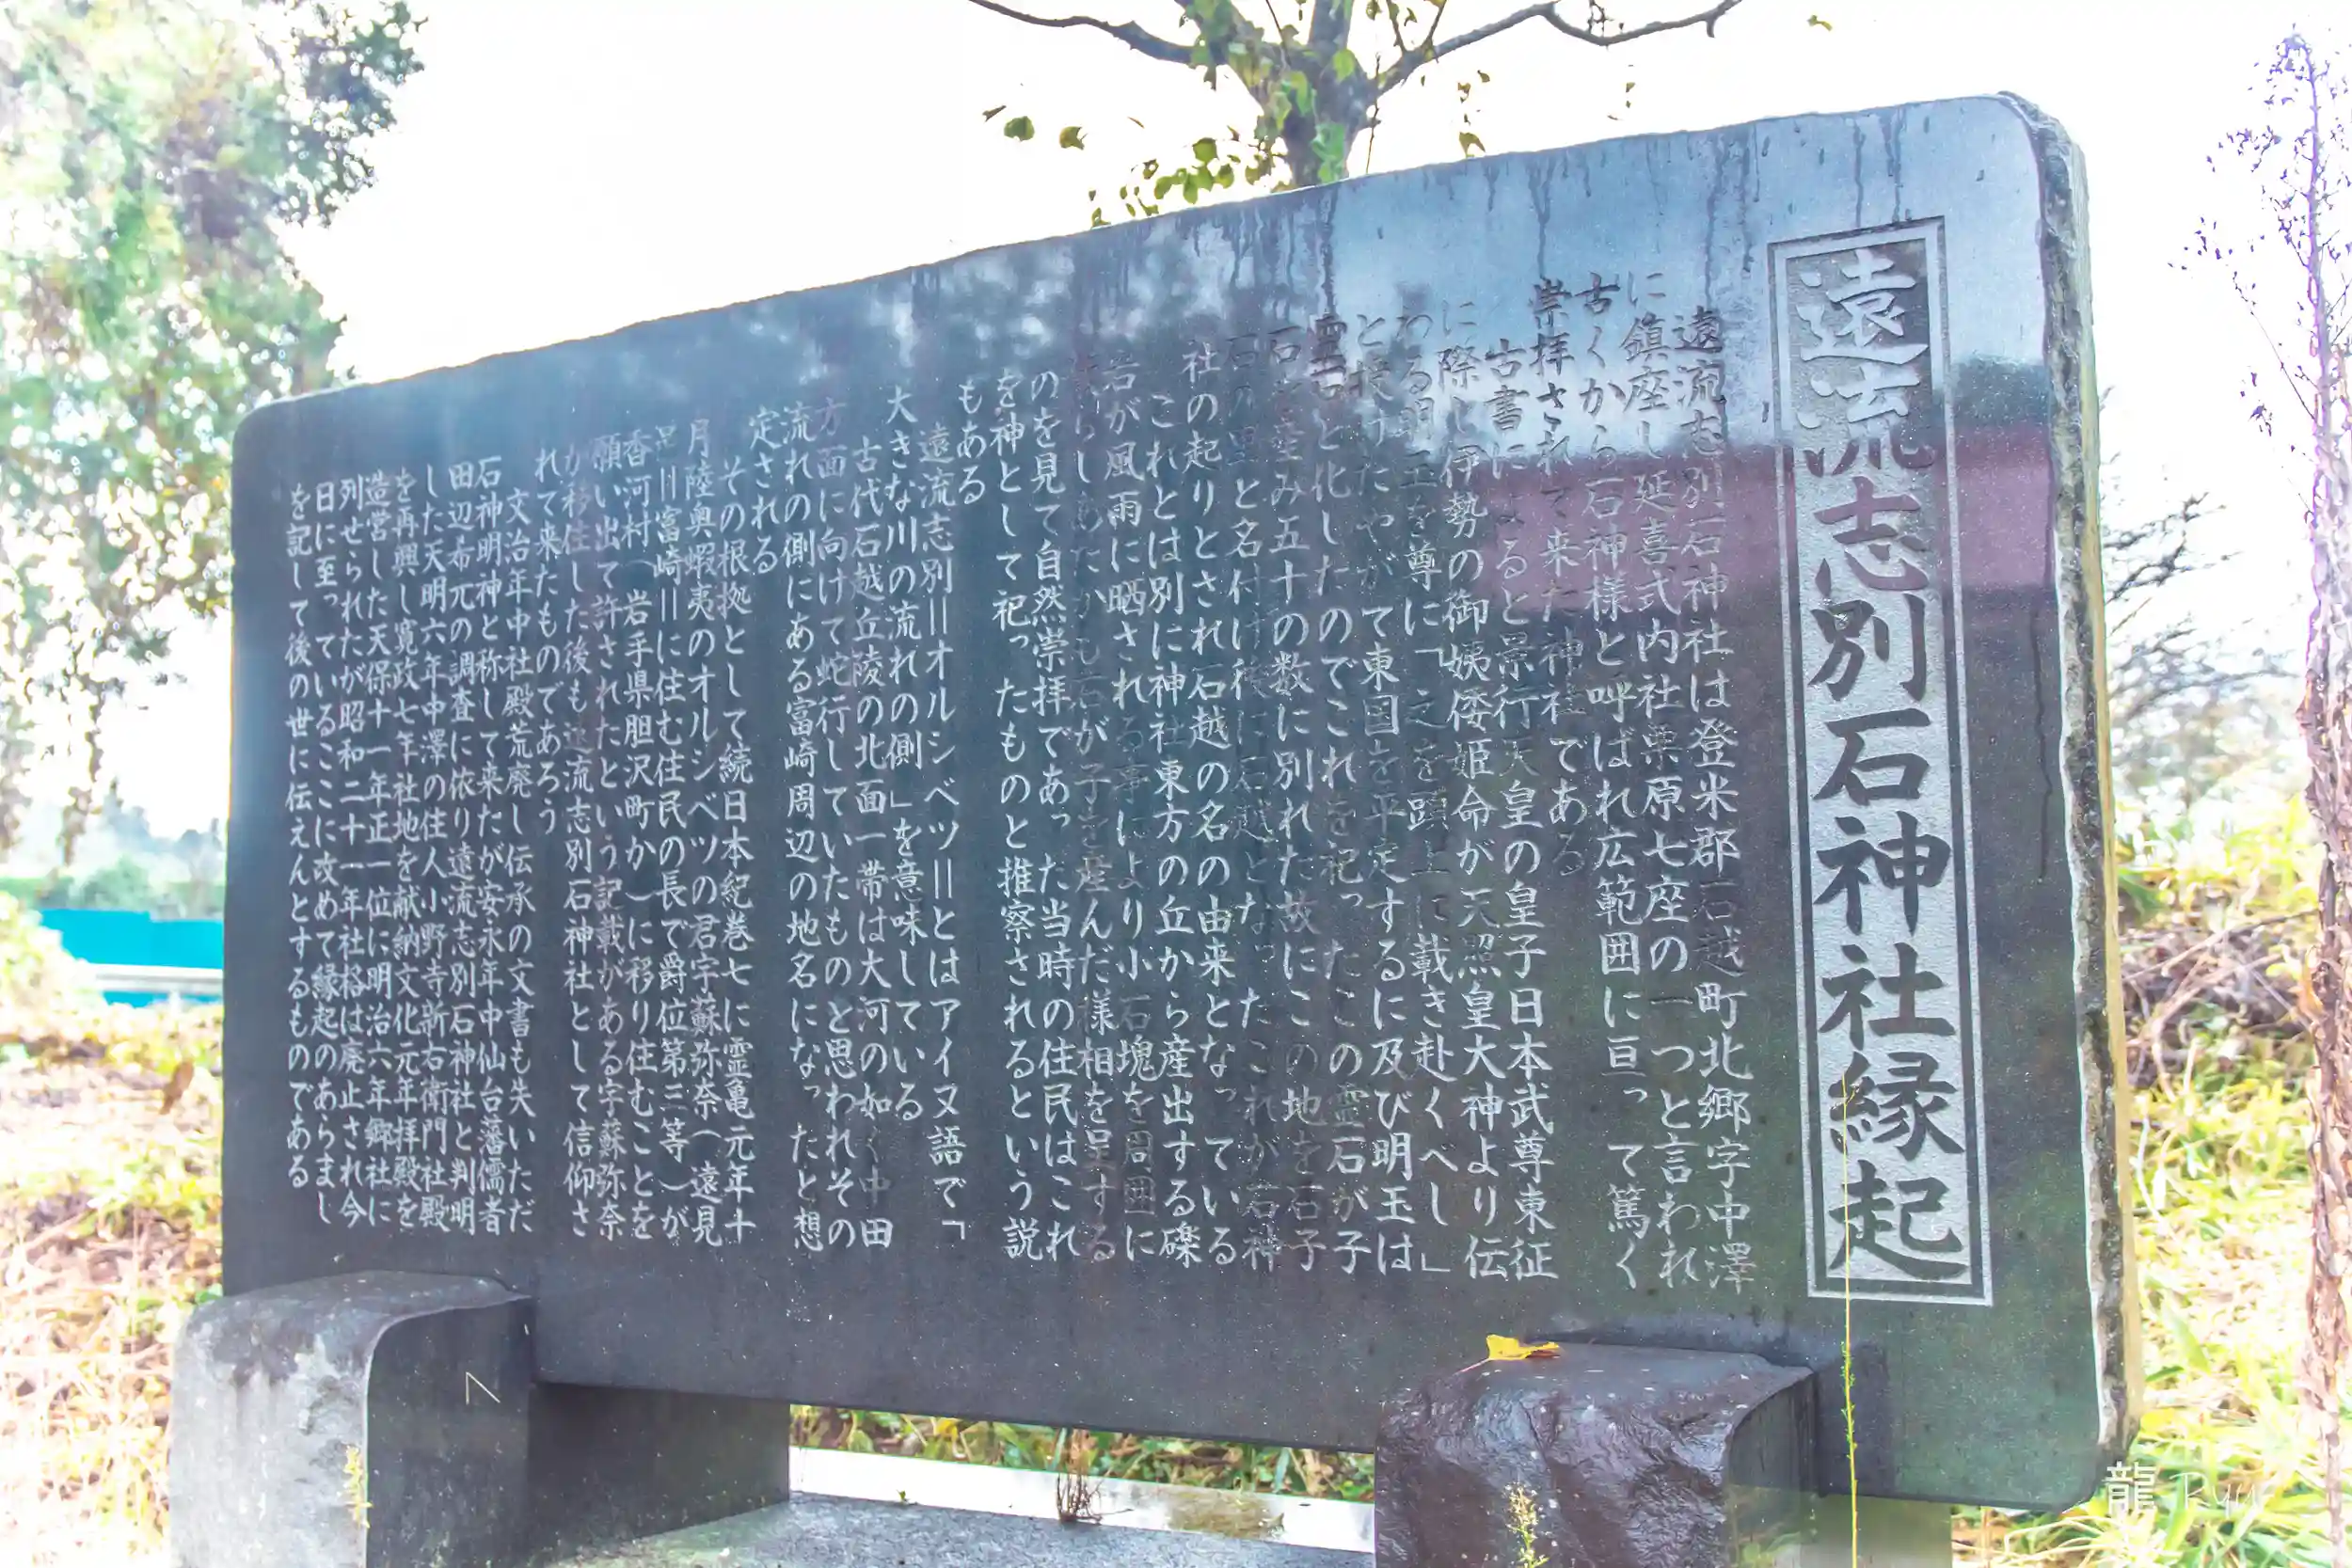 遠流志別石神社縁起
遠流志別石神社は登米郡石越町北郷字中澤
に鎮座し延喜式内社栗原七座の一つと言われ
古くから石神様と呼ばれ広範囲に亘って篤く
崇拝されて来た神社である
古書によると景行天皇の皇子日本武尊東征
に際し伊勢の御姨倭姫命が天照皇大神より伝
わる明玉を尊に「之を頭上に載き赴くべし」
と授けたやがて東国を平定するに及び明玉は
霊石と化したのでこれを祀ったこの霊石が子
石を産み五十の数に別れた故にこの地を石子
石の里と名付け後に石越となったこれが石神
社の起りとされ石越の名の由来となっている
これとは別に神社東方の丘から産出する礫
岩が風雨に晒される事により小石塊を周囲に
まらしあたかも石が子を産んだ様相を呈する
のを見て自然崇拝であった当時の住民はこれ
を神として祀ったものと推察されるという説
もある
遠流志別＝オルシベツ＝とはアイヌ語で「
大きな川の流れの側」を意味している
古代石越丘陵の北面一帯は大河の如く中田
方面に向けて蛇行していたものと思われその
流れの側にある富崎周辺の地名になったと想
定される
その根拠として続日本紀巻七に霊亀元年十
月陸奥蝦夷のオルシベツの君宇蘇弥奈（遠見
呂＝富崎＝に住む住民の長で爵位第三等）が
香河村（岩手県胆沢町か）に移り住むことを
願い出て許されたという記載がある宇蘇弥奈
が移住した後も遠流志別石神社として信仰さ
れて来たものであろう
文治年中社殿荒廃し伝承の文書も失いただ
石神明神と称して来たが安永年中仙台藩儒者
田辺希元の調査に依り遠流志別石神社と判明
した天明六年中澤の住人小野寺新右衛門社殿
を再興し寛政七年社地を献納文化元年拝殿を
造営した天保十一年正一位に明治六年郷社に
列せられたが昭和二十一年社格は廃止され今
日に至っているここに改めて縁起のあらまし
を記して後の世に伝えんとするものである
龍 Ryu